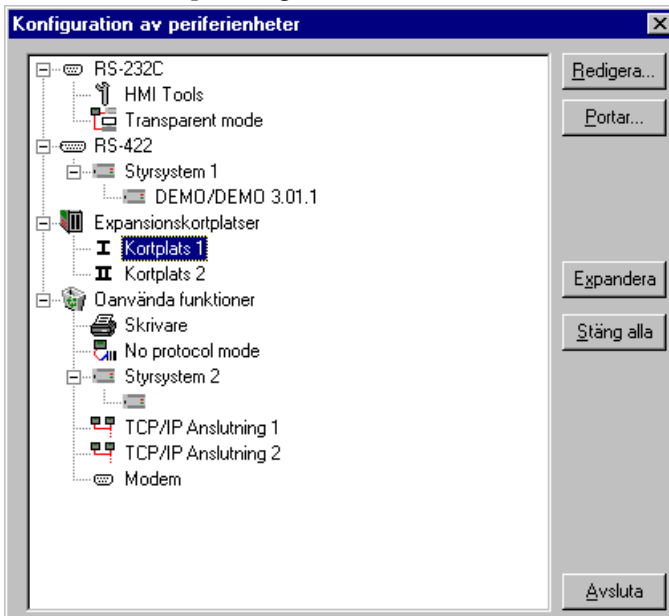 Konfiguration av periferienheter
RS-232C
HMI Tools
Transparent mode
RS-422
Styrsystem 1
DEMO/DEMO 3.01.1
Expansionskortplatser
I Kortplats 1
II Kortplats 2
Oanvända funktioner
Skrivare
No protocol mode
Styrsystem 2
TCP/IP Anslutning 1
TCP/IP Anslutning 2
Modem
Redigera...
Portar...
Expandera
Stäng alla
Avsluta